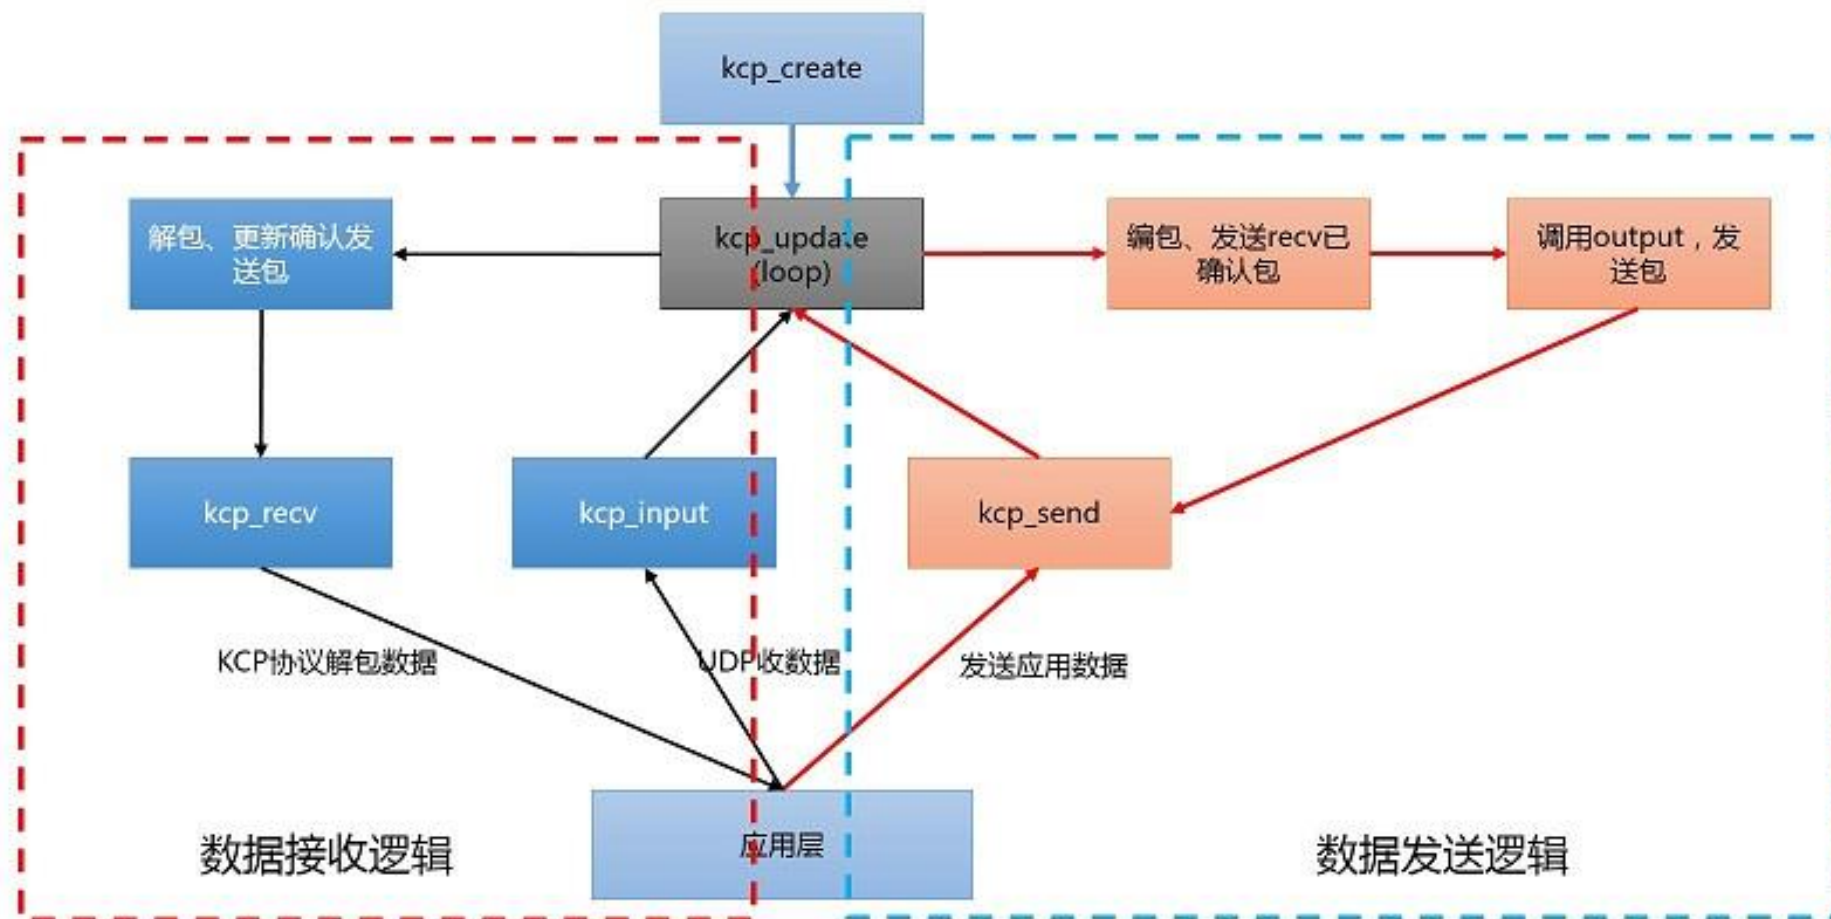 kcp_create
解包、更新确认发
送包
kcp_update
(loop)
编包、发送recv已
确认包
调用output，发
送包
kcp_recv
kcp_input
kcp_send
KCP协议解包数据
UDP收数据
发送应用数据
数据接收逻辑
应用层
数据发送逻辑